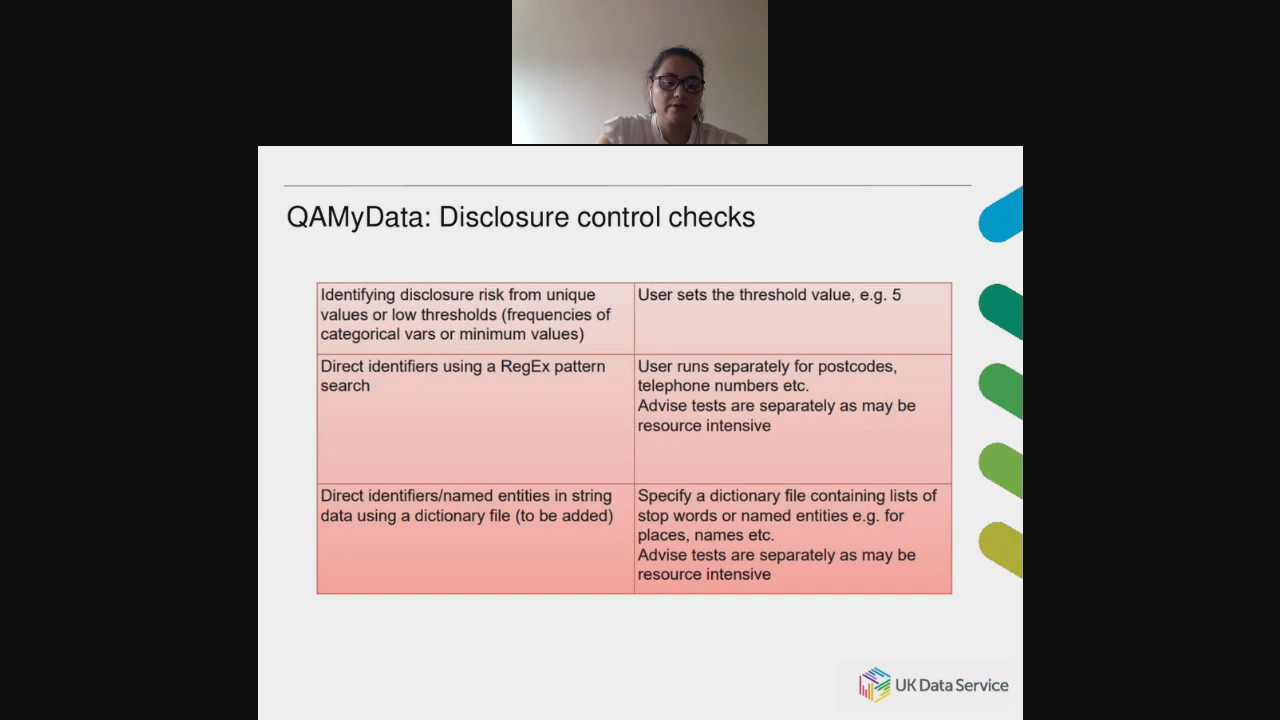 QAMyData: Disclosure control checks
Identifying disclosure risk from unique
values or low thresholds (frequencies of
categorical vars or minimum values)
User sets the threshold value, e.g. 5
Direct identifiers using a RegEx pattern
search
User runs separately for postcodes,
telephone numbers etc.
Advise tests are separately as may be
resource intensive
Direct identifiers/named entities in string
data using a dictionary file (to be added)
Specify a dictionary file containing lists of
stop words or named entities e.g. for
places, names etc.
Advise tests are separately as may be
resource intensive
UK Data Service